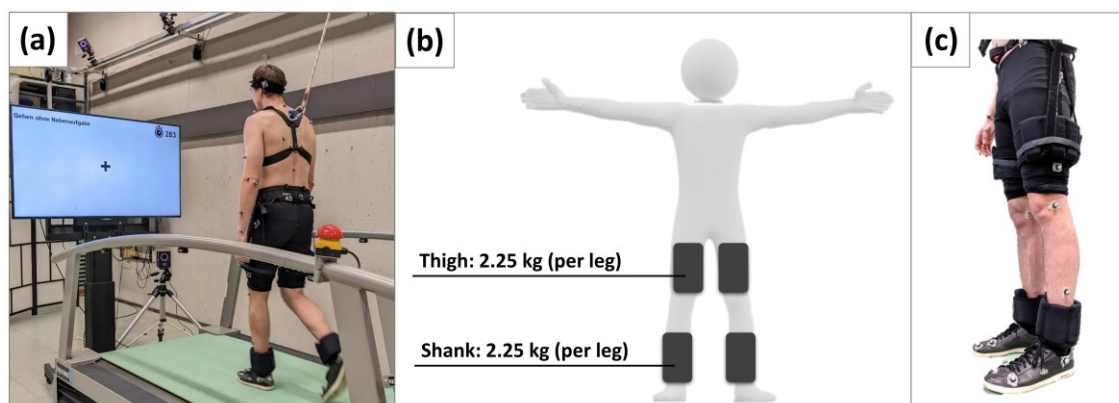 (a)
Gehen ohne Nebenaufgabe
283
(b)
Thigh: 2.25 kg (per leg)
Shank: 2.25 kg (per leg)
(c)